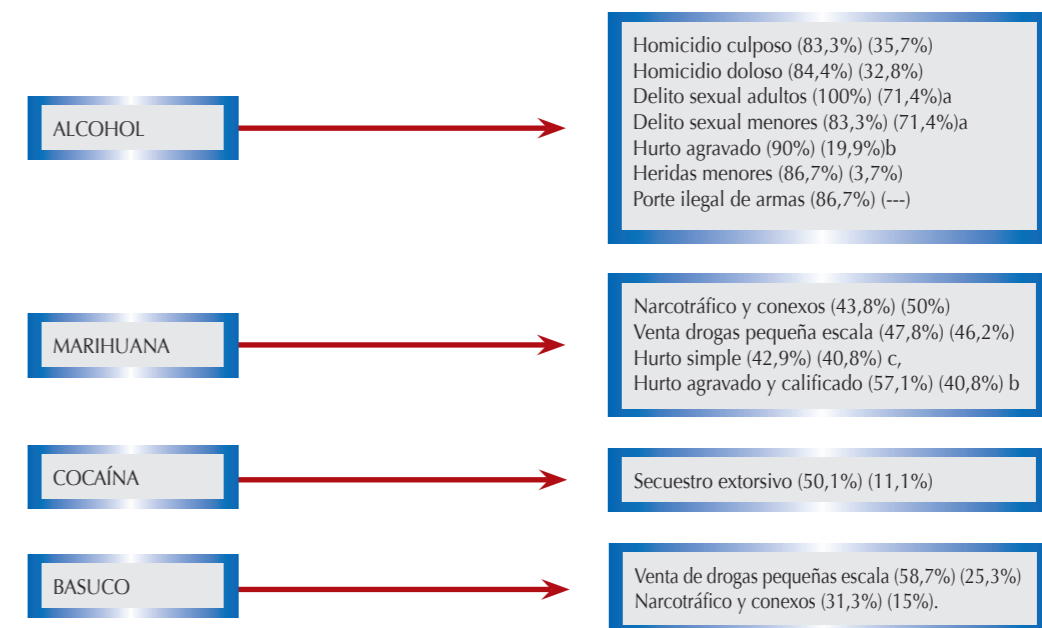 ALCOHOL
Homicidio culposo (83,3%) (35,7%)
Homicidio doloso (84,4%) (32,8%)
Delito sexual adultos (100%) (71,4%)a
Delito sexual menores (83,3%) (71,4%)a
Hurto agravado (90%) (19,9%)b
Heridas menores (86,7%) (3,7%)
Porte ilegal de armas (86,7%) (---)
MARIHUANA
Narcotráfico y conexos (43,8%) (50%)
Venta drogas pequeña escala (47,8%) (46,2%)
Hurto simple (42,9%) (40,8%) c,
Hurto agravado y calificado (57,1%) (40,8%) b
COCAÍNA
Secuestro extorsivo (50,1%) (11,1%)
BASUCO
Venta de drogas pequeñas escala (58,7%) (25,3%)
Narcotráfico y conexos (31,3%) (15%).